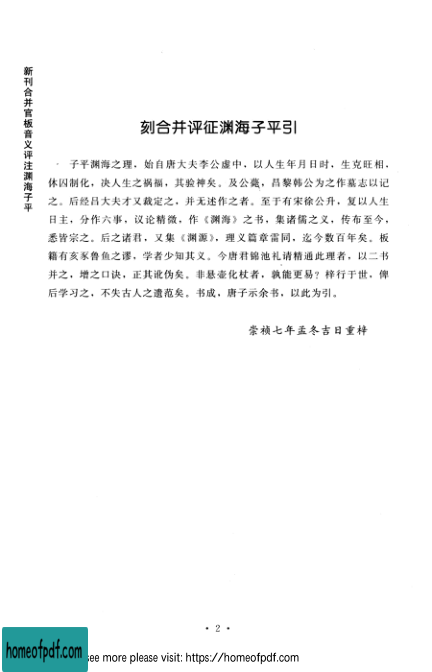 新刊合并官板音义评注渊海子平
刻合并评征渊海子平引
子平渊海之理，始自唐大夫李公虚中，以人生年月日时，生克旺相，
休囚制化，决人生之祸福，其验神矣。及公薨，昌黎韩公为之作墓志以记
之。后经吕大夫才又裁定之，并无述作之者。至于有宋徐公升，复以人生
日主，分作六事，议论精微，作《渊海》之书，集诸儒之义，传布至今，
悉皆宗之。后之诸君，又集《渊源》，理义篇章雷同，迄今数百年矣。板
籍有亥豕鲁鱼之谬，学者少知其义。今唐君锦池礼请精通此理者，以二书
并之，增之口诀，正其讹伪矣。非悬壶化杖者，孰能更易？梓行于世，俾
后学习之，不失古人之遗范矣。书成，唐子示余书，以此为引。
崇祯七年孟冬吉日重梓
· 2 ·
homeofpdf.com
see more please visit: https://homeofpdf.com